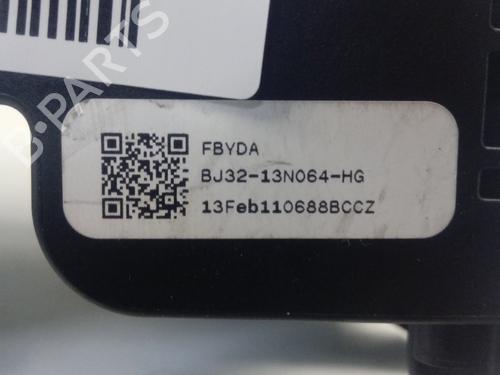 B-PARTS
FBYDA
BJ32-13N064-HG
13Feb110688BCCZ